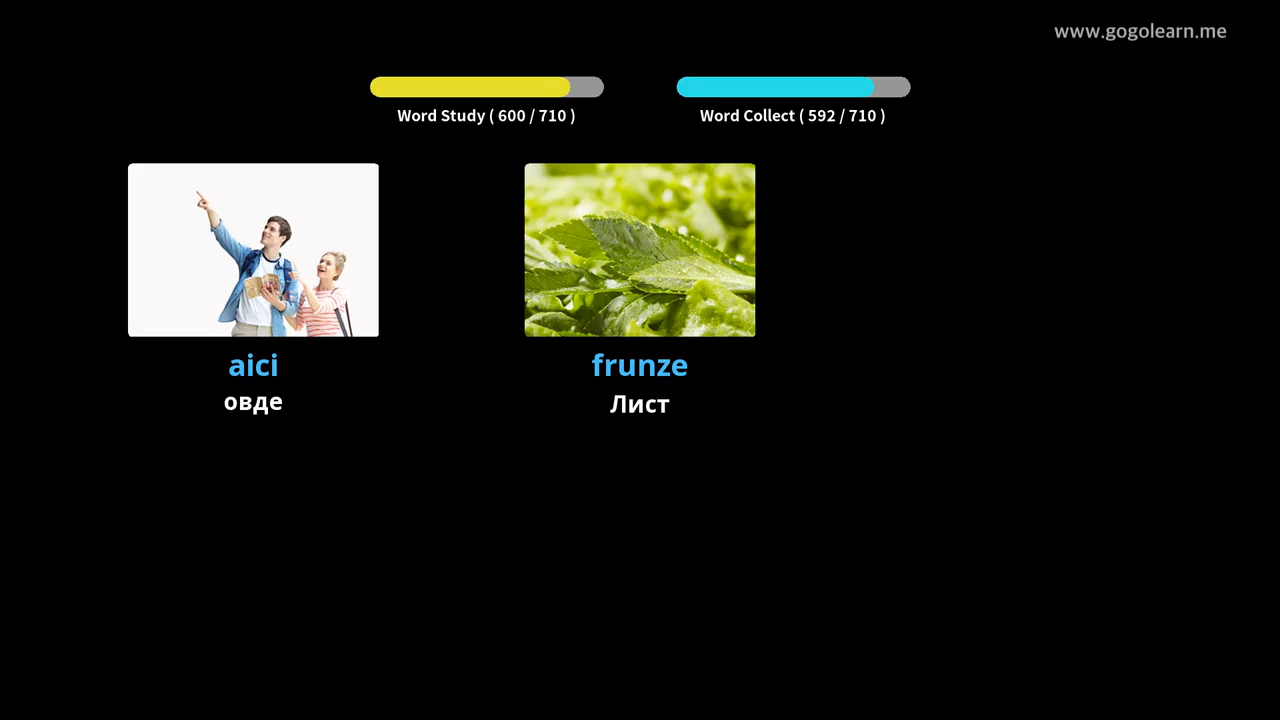 www.gogolearn.me
Word Study ( 600 / 710 )
Word Collect ( 592 / 710 )
aici
овде
frunze
Лист